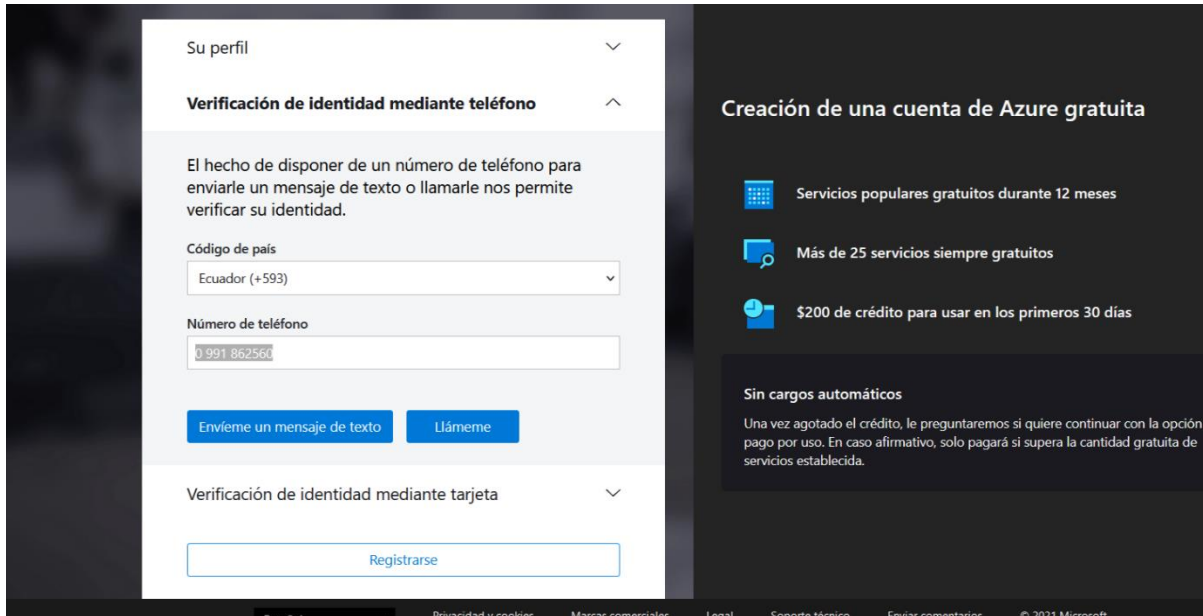 Su perfil
Verificación de identidad mediante teléfono
El hecho de disponer de un número de teléfono para
enviarle un mensaje de texto o llamarle nos permite
verificar su identidad.
Código de país
Ecuador (+593)
Número de teléfono
0 991 862560
Envíeme un mensaje de texto
Llámeme
Verificación de identidad mediante tarjeta
Registrarse
Creación de una cuenta de Azure gratuita
Servicios populares gratuitos durante 12 meses
Más de 25 servicios siempre gratuitos
$200 de crédito para usar en los primeros 30 días
Sin cargos automáticos
Una vez agotado el crédito, le preguntaremos si quiere continuar con la opción
pago por uso. En caso afirmativo, solo pagará si supera la cantidad gratuita de
servicios establecida.
Privacidad y cookies Marcas comerciales Legal Soporte técnico Enviar comentarios © 2021 Microsoft